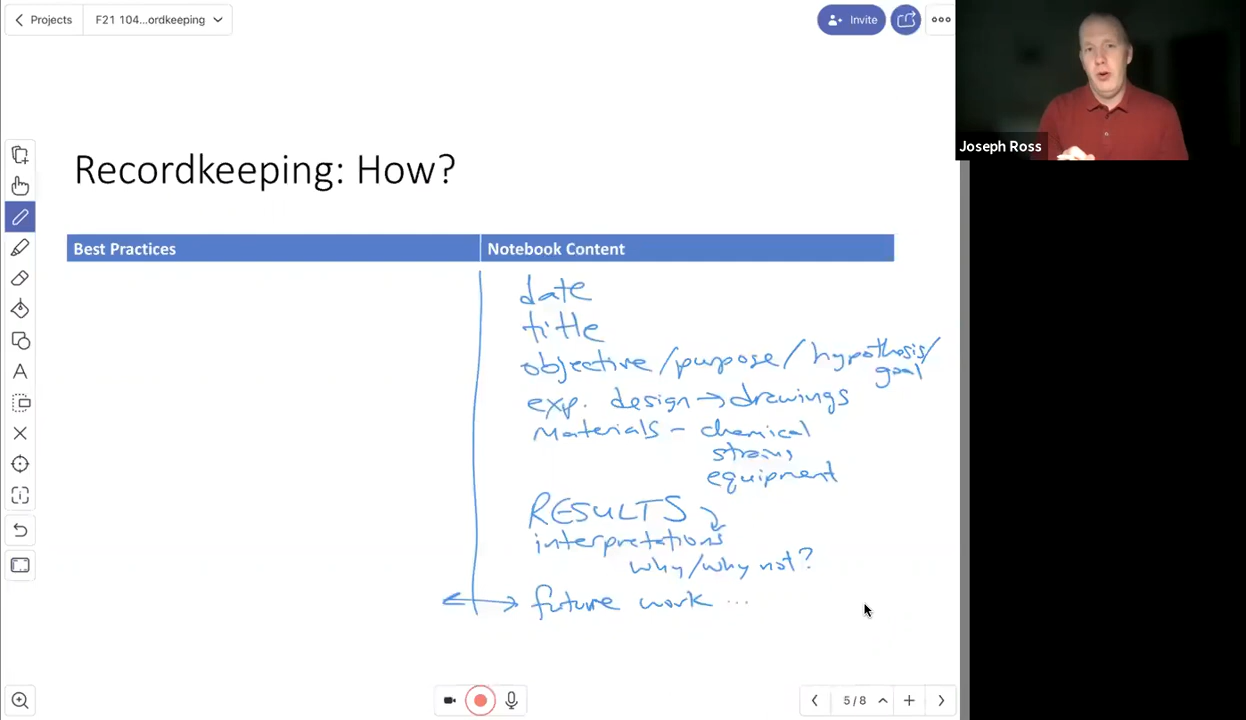 Projects
F21 104...ordkeeping
Invite
Joseph Ross
Recordkeeping: How?
Best Practices
Notebook Content
date
title
objective/purpose/hypothesis/
goal
exp. design → drawings
Materials - chemical
strains
equipment
RESULTS
interpretations
why/why not?
future work ...
5/8